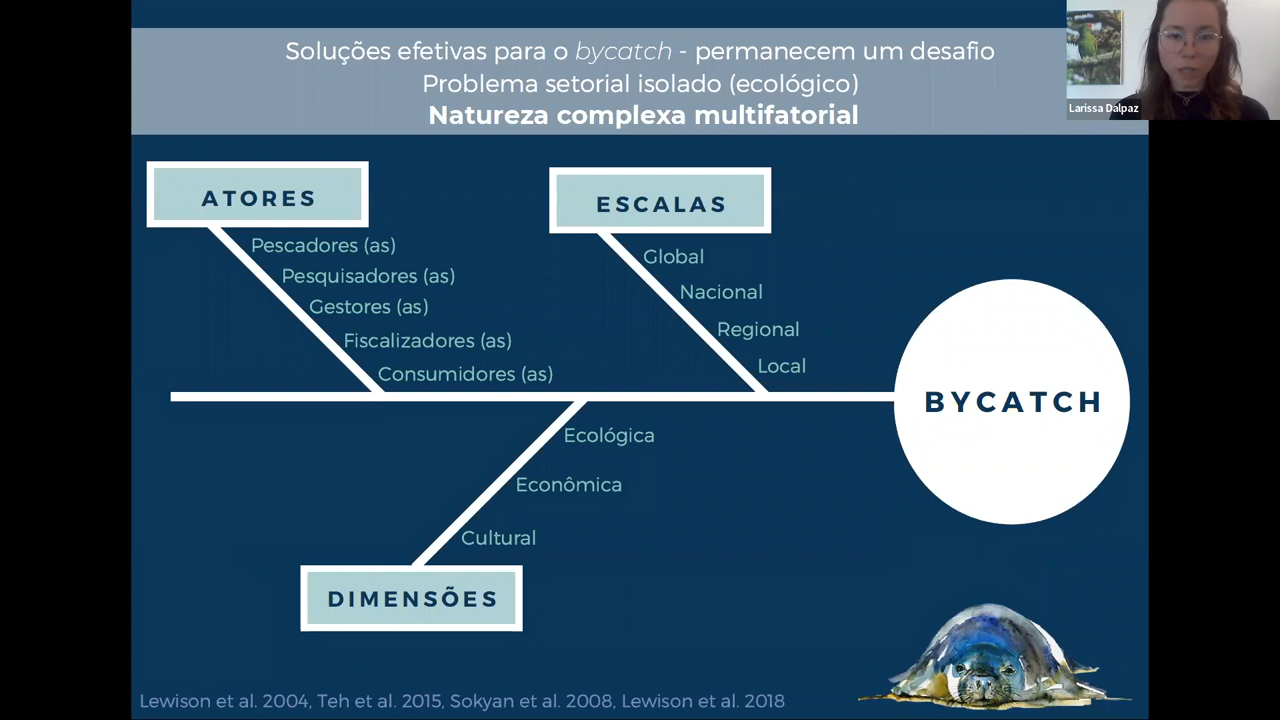 Soluções efetivas para o bycatch - permanecem um desafio
Problema setorial isolado (ecológico)
Natureza complexa multifatorial
Larissa Dalpaz
ATORES
Pescadores (as)
Pesquisadores (as)
Gestores (as)
Fiscalizadores (as)
Consumidores (as)
ESCALAS
Global
Nacional
Regional
Local
BYCATCH
Ecológica
Econômica
Cultural
DIMENSÕES
Lewison et al. 2004, Teh et al. 2015, Sokyan et al. 2008, Lewison et al. 2018